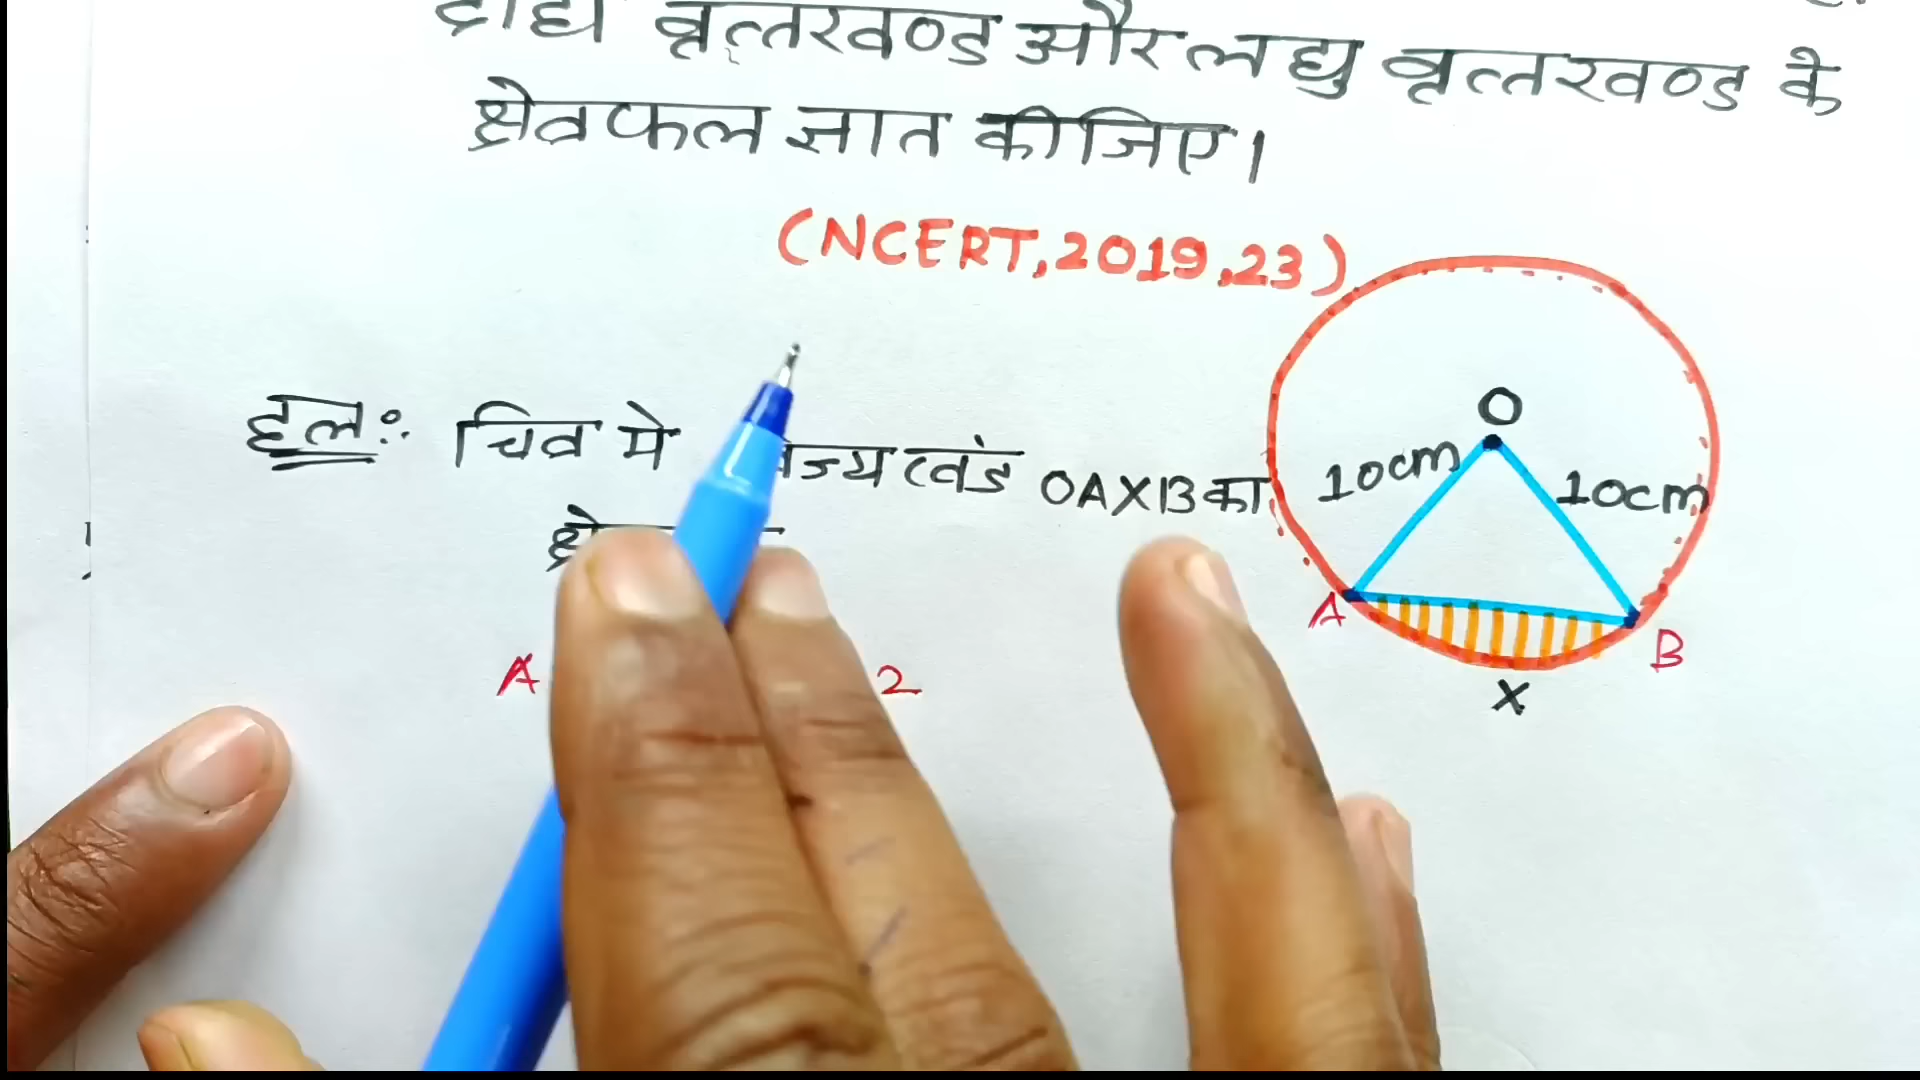 वृत्तखण्ड और लघु वृत्तखण्ड के
क्षेत्रफल ज्ञात कीजिए।
(NCERT,2019,23)
O
हल:. चित्र मे खंड OAXB का
10cm 10cm
A B
A 2
X